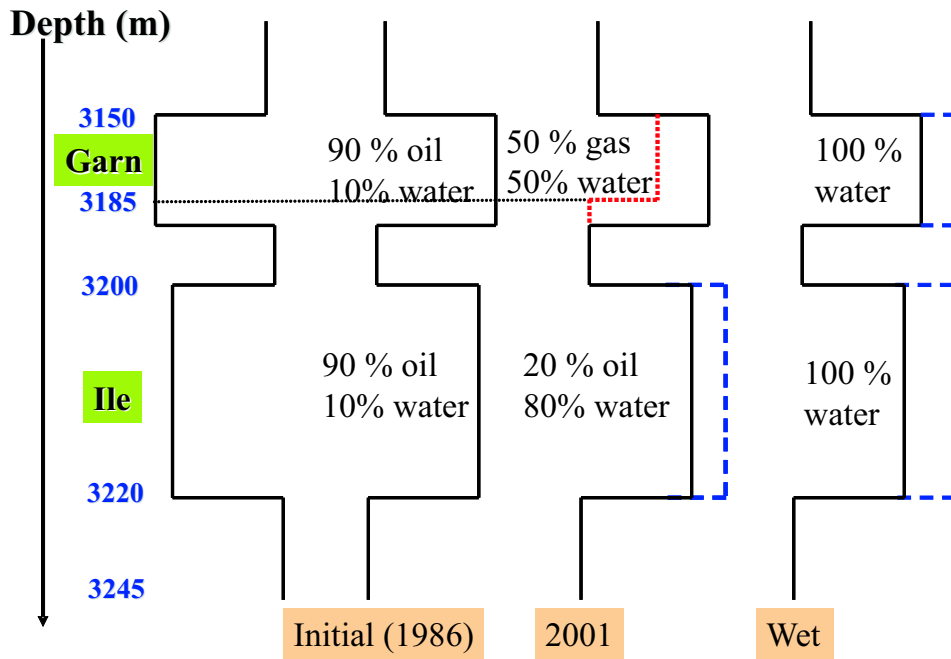 Depth (m)
3150
Garn
3185
3200
Ile
3220
3245
90 % oil
10% water
50 % gas
50% water
100 %
water
90 % oil
10% water
20 % oil
80% water
100 %
water
Initial (1986)
2001
Wet